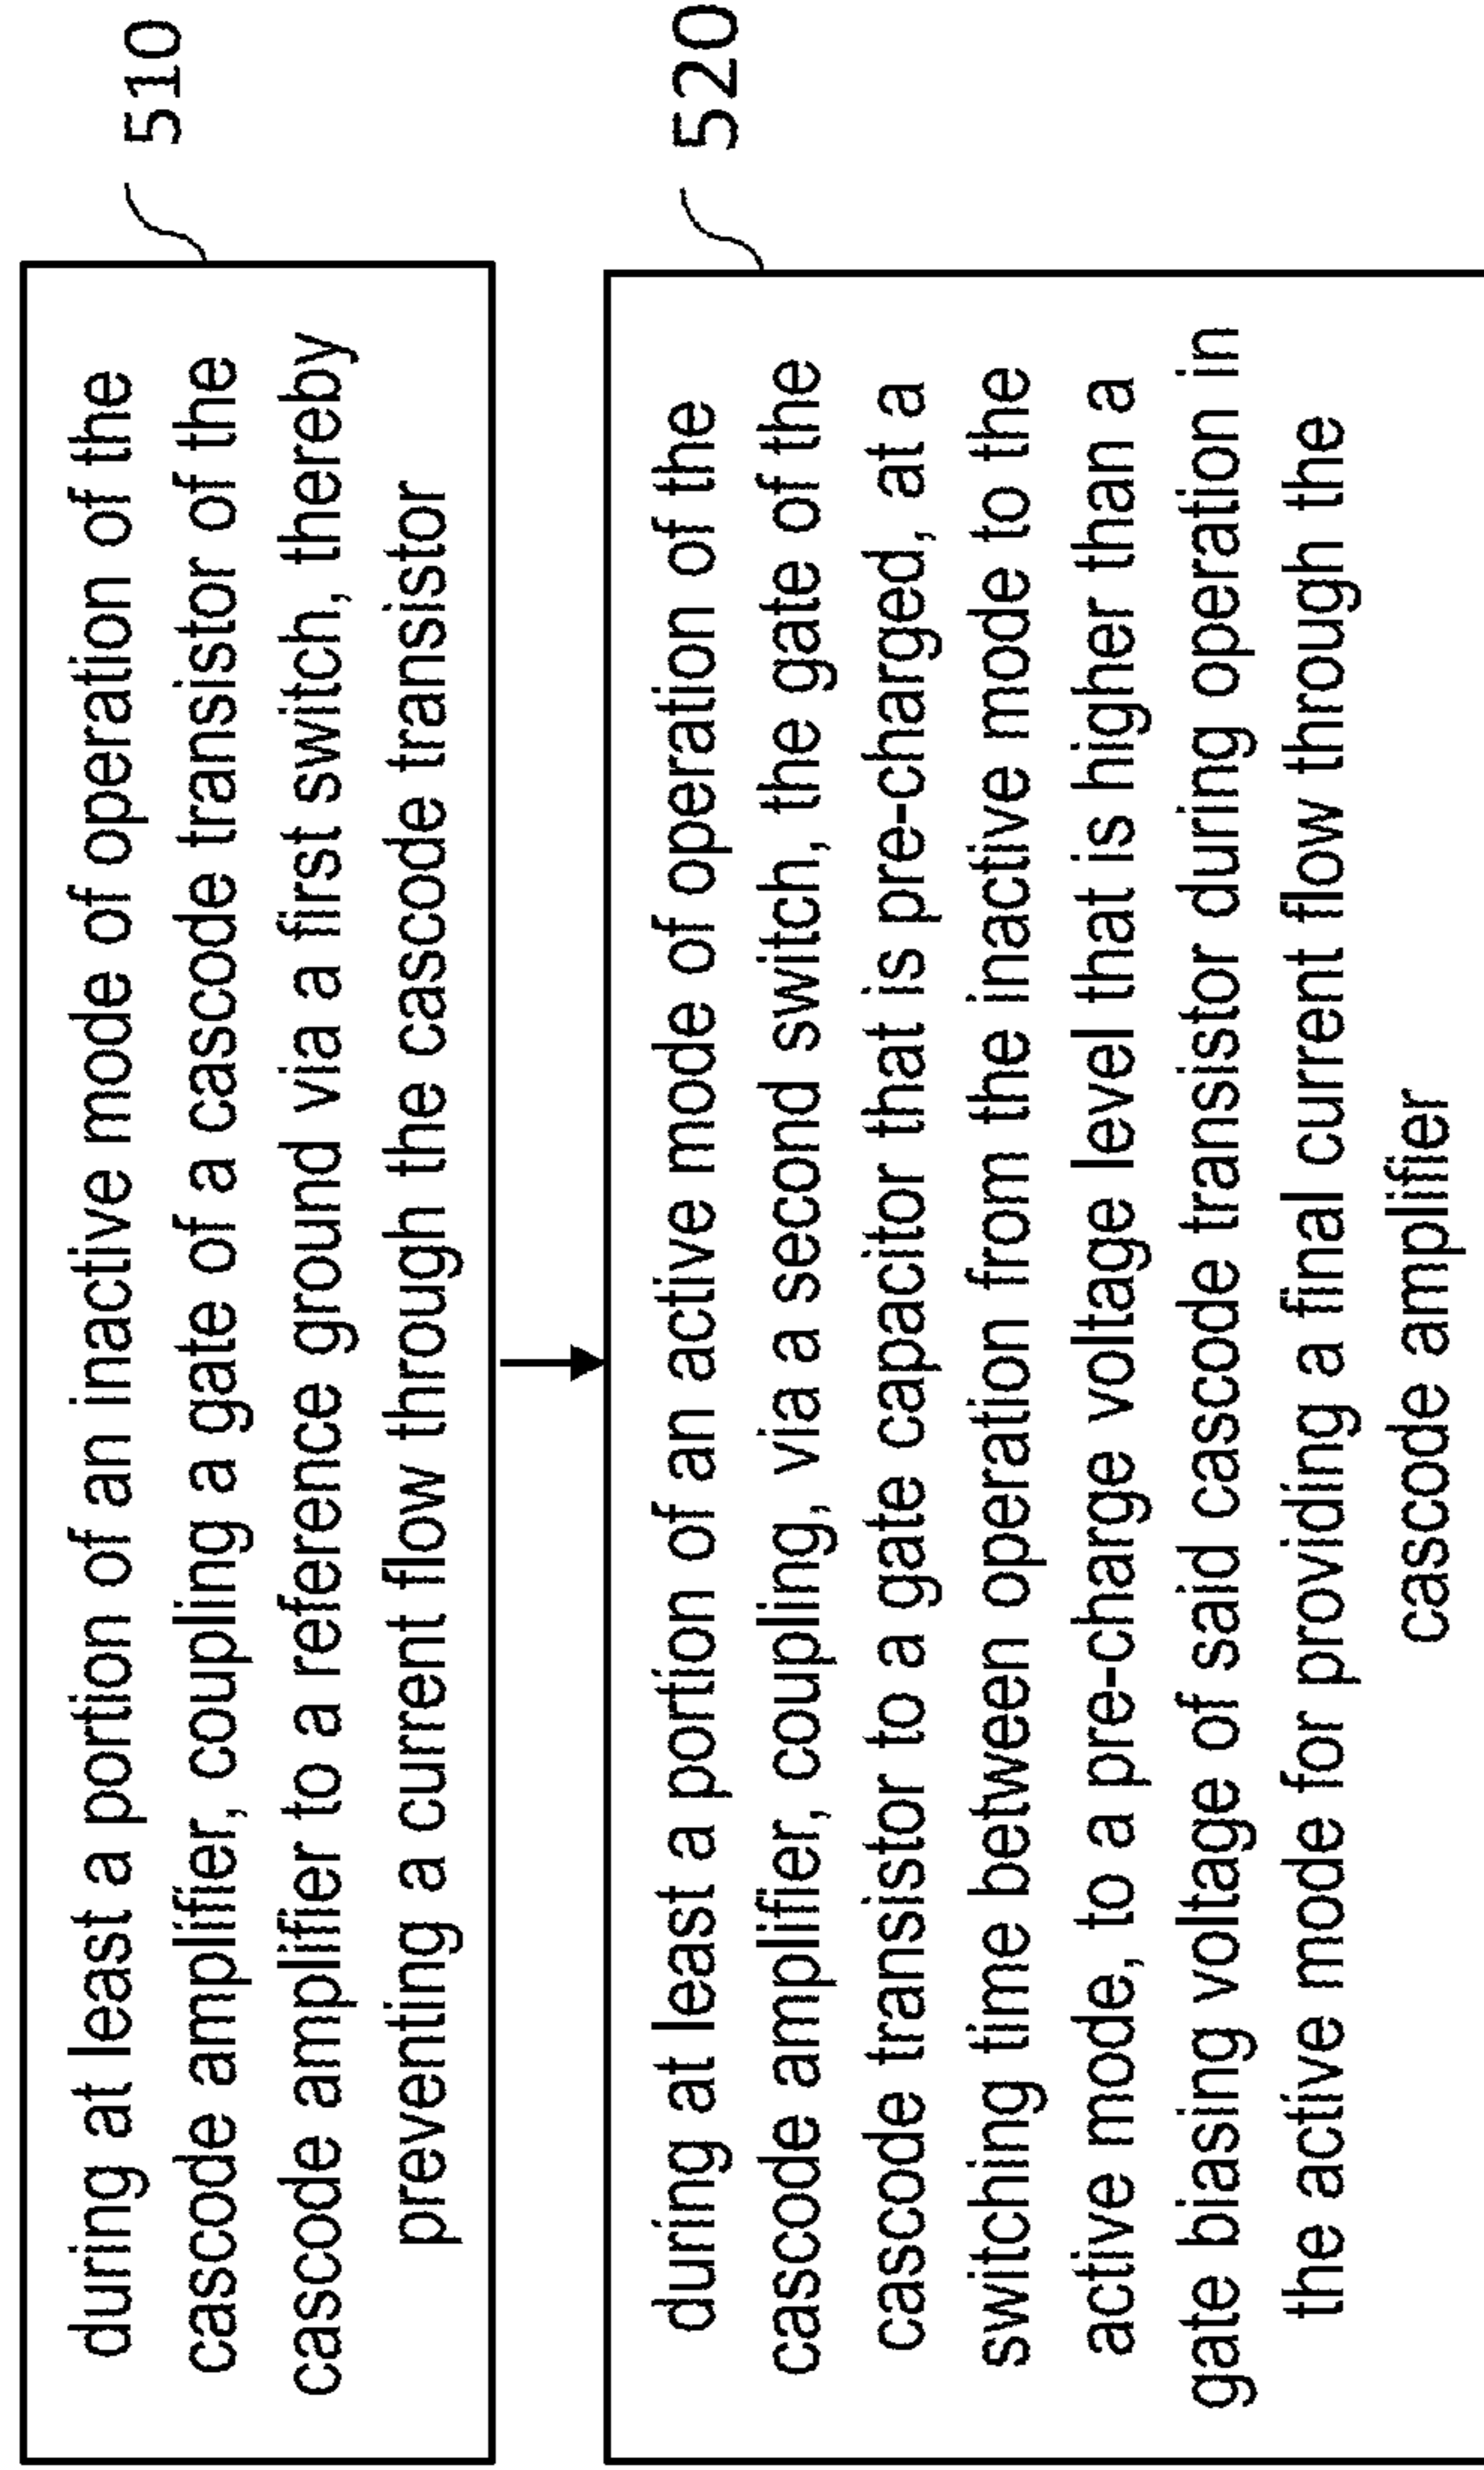 during at least a portion of an inactive mode of operation of the
cascode amplifier, coupling a gate of a cascode transistor of the
cascode amplifier to a reference ground via a first switch, thereby
preventing a current flow through the cascode transistor
510
during at least a portion of an active mode of operation of the
cascode amplifier, coupling, via a second switch, the gate of the
cascode transistor to a gate capacitor that is pre-charged, at a
switching time between operation from the inactive mode to the
active mode, to a pre-charge voltage level that is higher than a
gate biasing voltage of said cascode transistor during operation in
the active mode for providing a final current flow through the
cascode amplifier
520